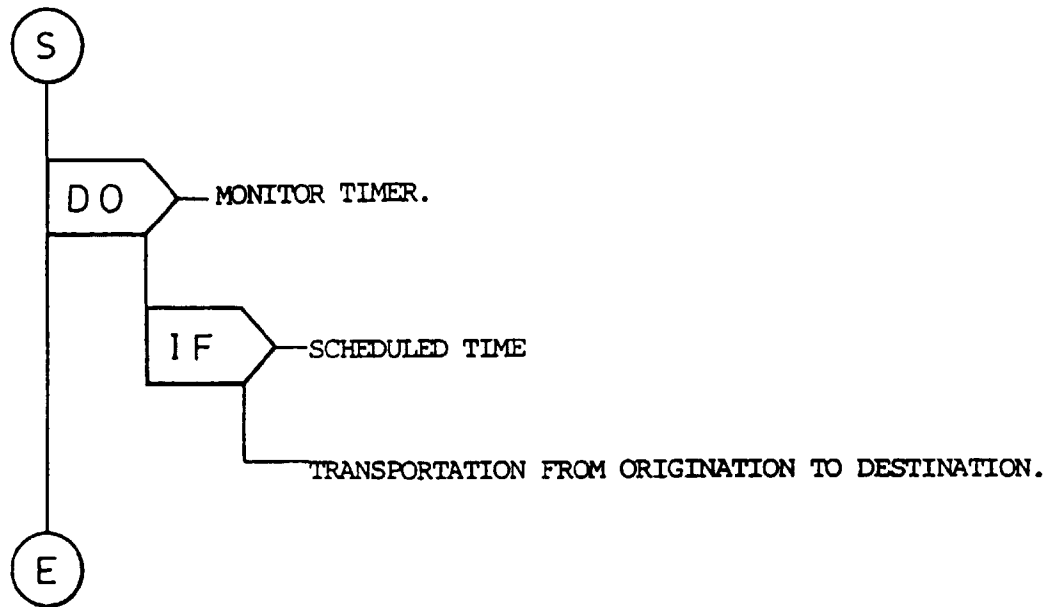 S
DO MONITOR TIMER.
IF SCHEDULED TIME
TRANSPORTATION FROM ORIGINATION TO DESTINATION.
E